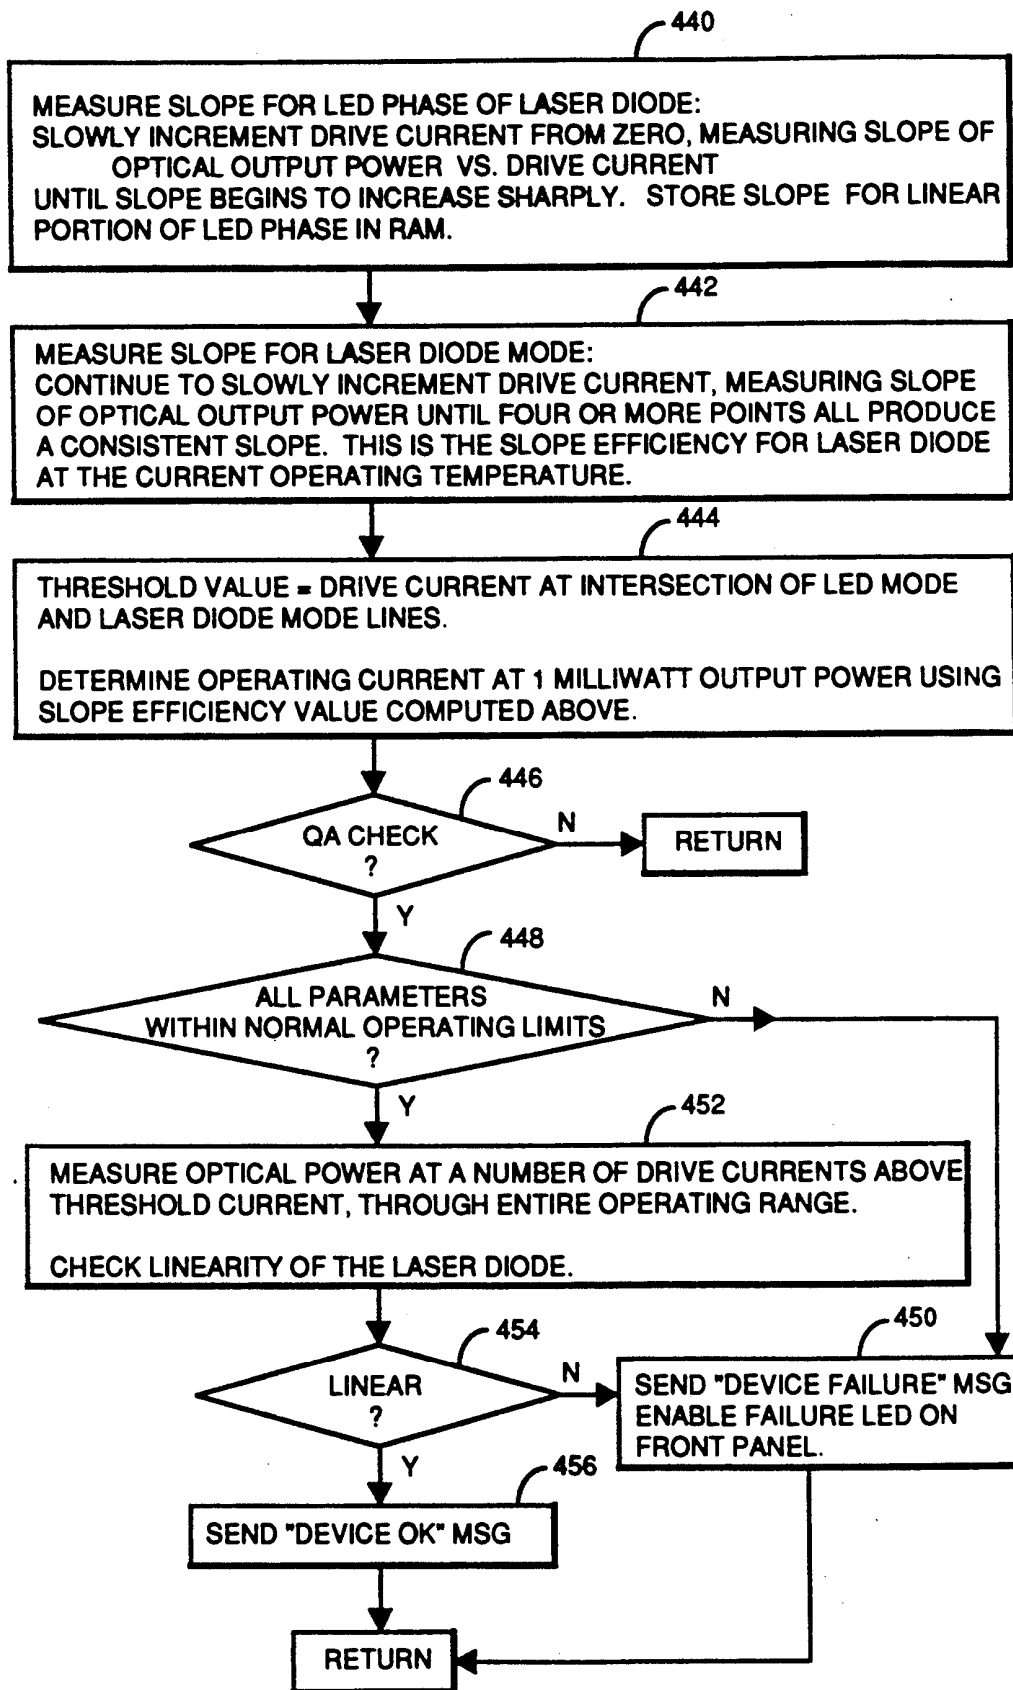 440
MEASURE SLOPE FOR LED PHASE OF LASER DIODE:
SLOWLY INCREMENT DRIVE CURRENT FROM ZERO, MEASURING SLOPE OF
OPTICAL OUTPUT POWER VS. DRIVE CURRENT
UNTIL SLOPE BEGINS TO INCREASE SHARPLY. STORE SLOPE FOR LINEAR
PORTION OF LED PHASE IN RAM.
442
MEASURE SLOPE FOR LASER DIODE MODE:
CONTINUE TO SLOWLY INCREMENT DRIVE CURRENT, MEASURING SLOPE
OF OPTICAL OUTPUT POWER UNTIL FOUR OR MORE POINTS ALL PRODUCE
A CONSISTENT SLOPE. THIS IS THE SLOPE EFFICIENCY FOR LASER DIODE
AT THE CURRENT OPERATING TEMPERATURE.
444
THRESHOLD VALUE = DRIVE CURRENT AT INTERSECTION OF LED MODE
AND LASER DIODE MODE LINES.
DETERMINE OPERATING CURRENT AT 1 MILLIWATT OUTPUT POWER USING
SLOPE EFFICIENCY VALUE COMPUTED ABOVE.
446
QA CHECK
?
N
RETURN
Y
448
ALL PARAMETERS
WITHIN NORMAL OPERATING LIMITS
?
N
Y
452
MEASURE OPTICAL POWER AT A NUMBER OF DRIVE CURRENTS ABOVE
THRESHOLD CURRENT, THROUGH ENTIRE OPERATING RANGE.
CHECK LINEARITY OF THE LASER DIODE.
454
LINEAR
?
N
450
SEND "DEVICE FAILURE" MSG
ENABLE FAILURE LED ON
FRONT PANEL.
Y
456
SEND "DEVICE OK" MSG
RETURN